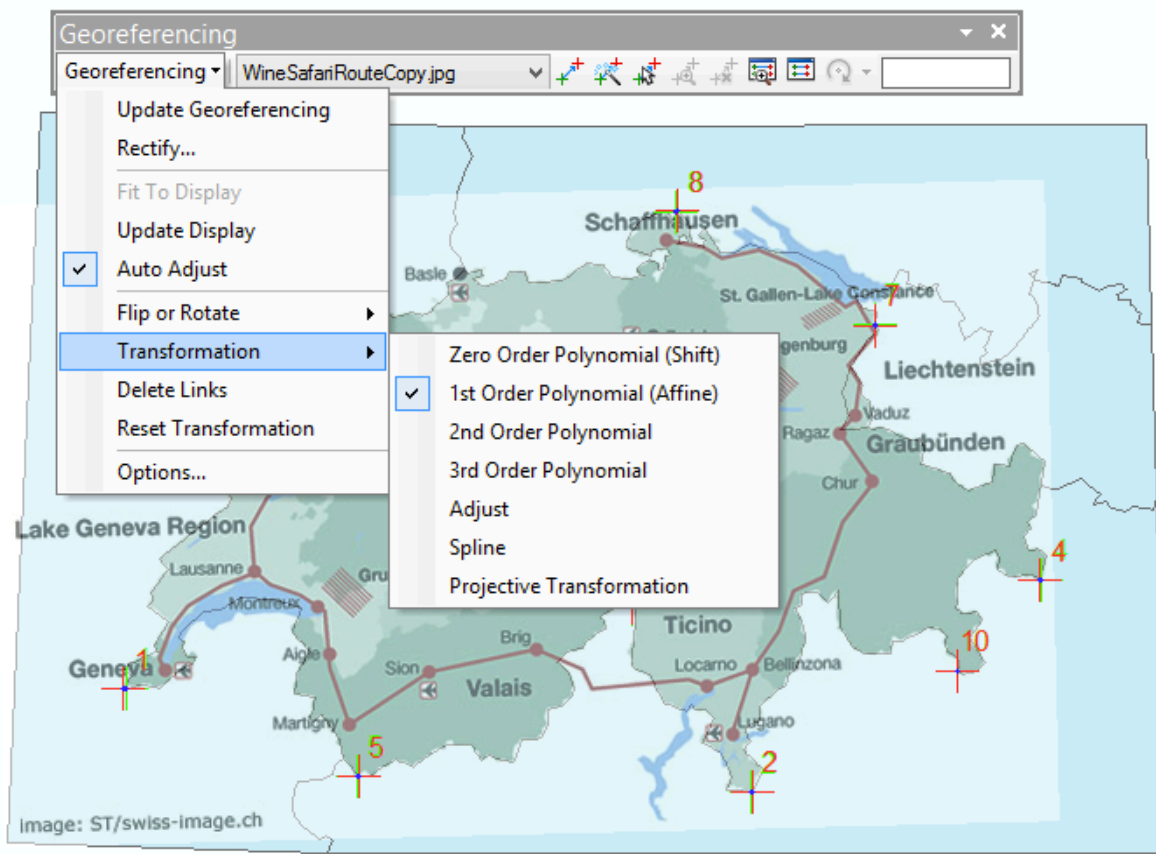 Georeferencing
Georeferencing
WineSafariRouteCopy.jpg
Update Georeferencing
Rectify...
Fit To Display
Update Display
Auto Adjust
Flip or Rotate
Transformation
Delete Links
Reset Transformation
Options...
Zero Order Polynomial (Shift)
1st Order Polynomial (Affine)
2nd Order Polynomial
3rd Order Polynomial
Adjust
Spline
Projective Transformation
8
Schaffhausen
Basle
St. Gallen-Lake Constance
7
genburg
Liechtenstein
Vaduz
Ragaz
Graubünden
Chur
Lake Geneva Region
Lausanne
Gru
4
Montreux
Ticino
10
Brig
Geneva
1
Aigle
Sion
Locarno
Bellinzona
Valais
Martigny
Lugano
5
2
image: ST/swiss-image.ch